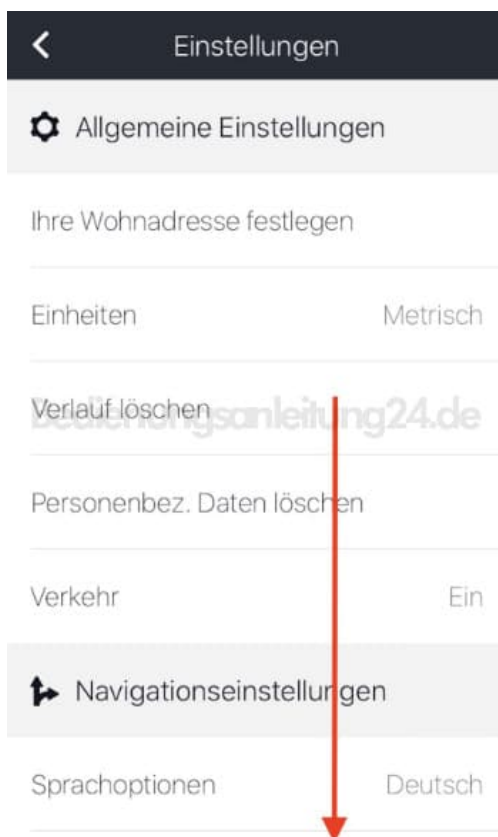 Einstellungen
Allgemeine Einstellungen
Ihre Wohnadresse festlegen
Einheiten Metrisch
Verlauf löschen
Bedienungsanleitung24.de
Personenbez. Daten löschen
Verkehr Ein
Navigationseinstellungen
Sprachoptionen Deutsch